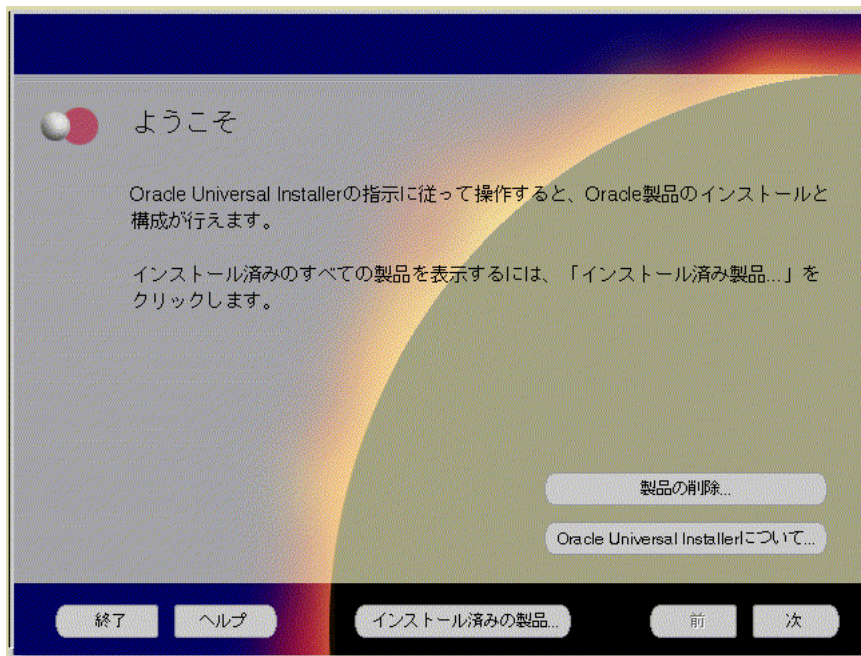 ようこそ
Oracle Universal Installerの指示に従って操作すると、Oracle製品のインストールと
構成が行えます。
インストール済みのすべての製品を表示するには、「インストール済み製品...」を
クリックします。
製品の削除...
Oracle Universal Installerについて...
終了
ヘルプ
インストール済みの製品...
前
次